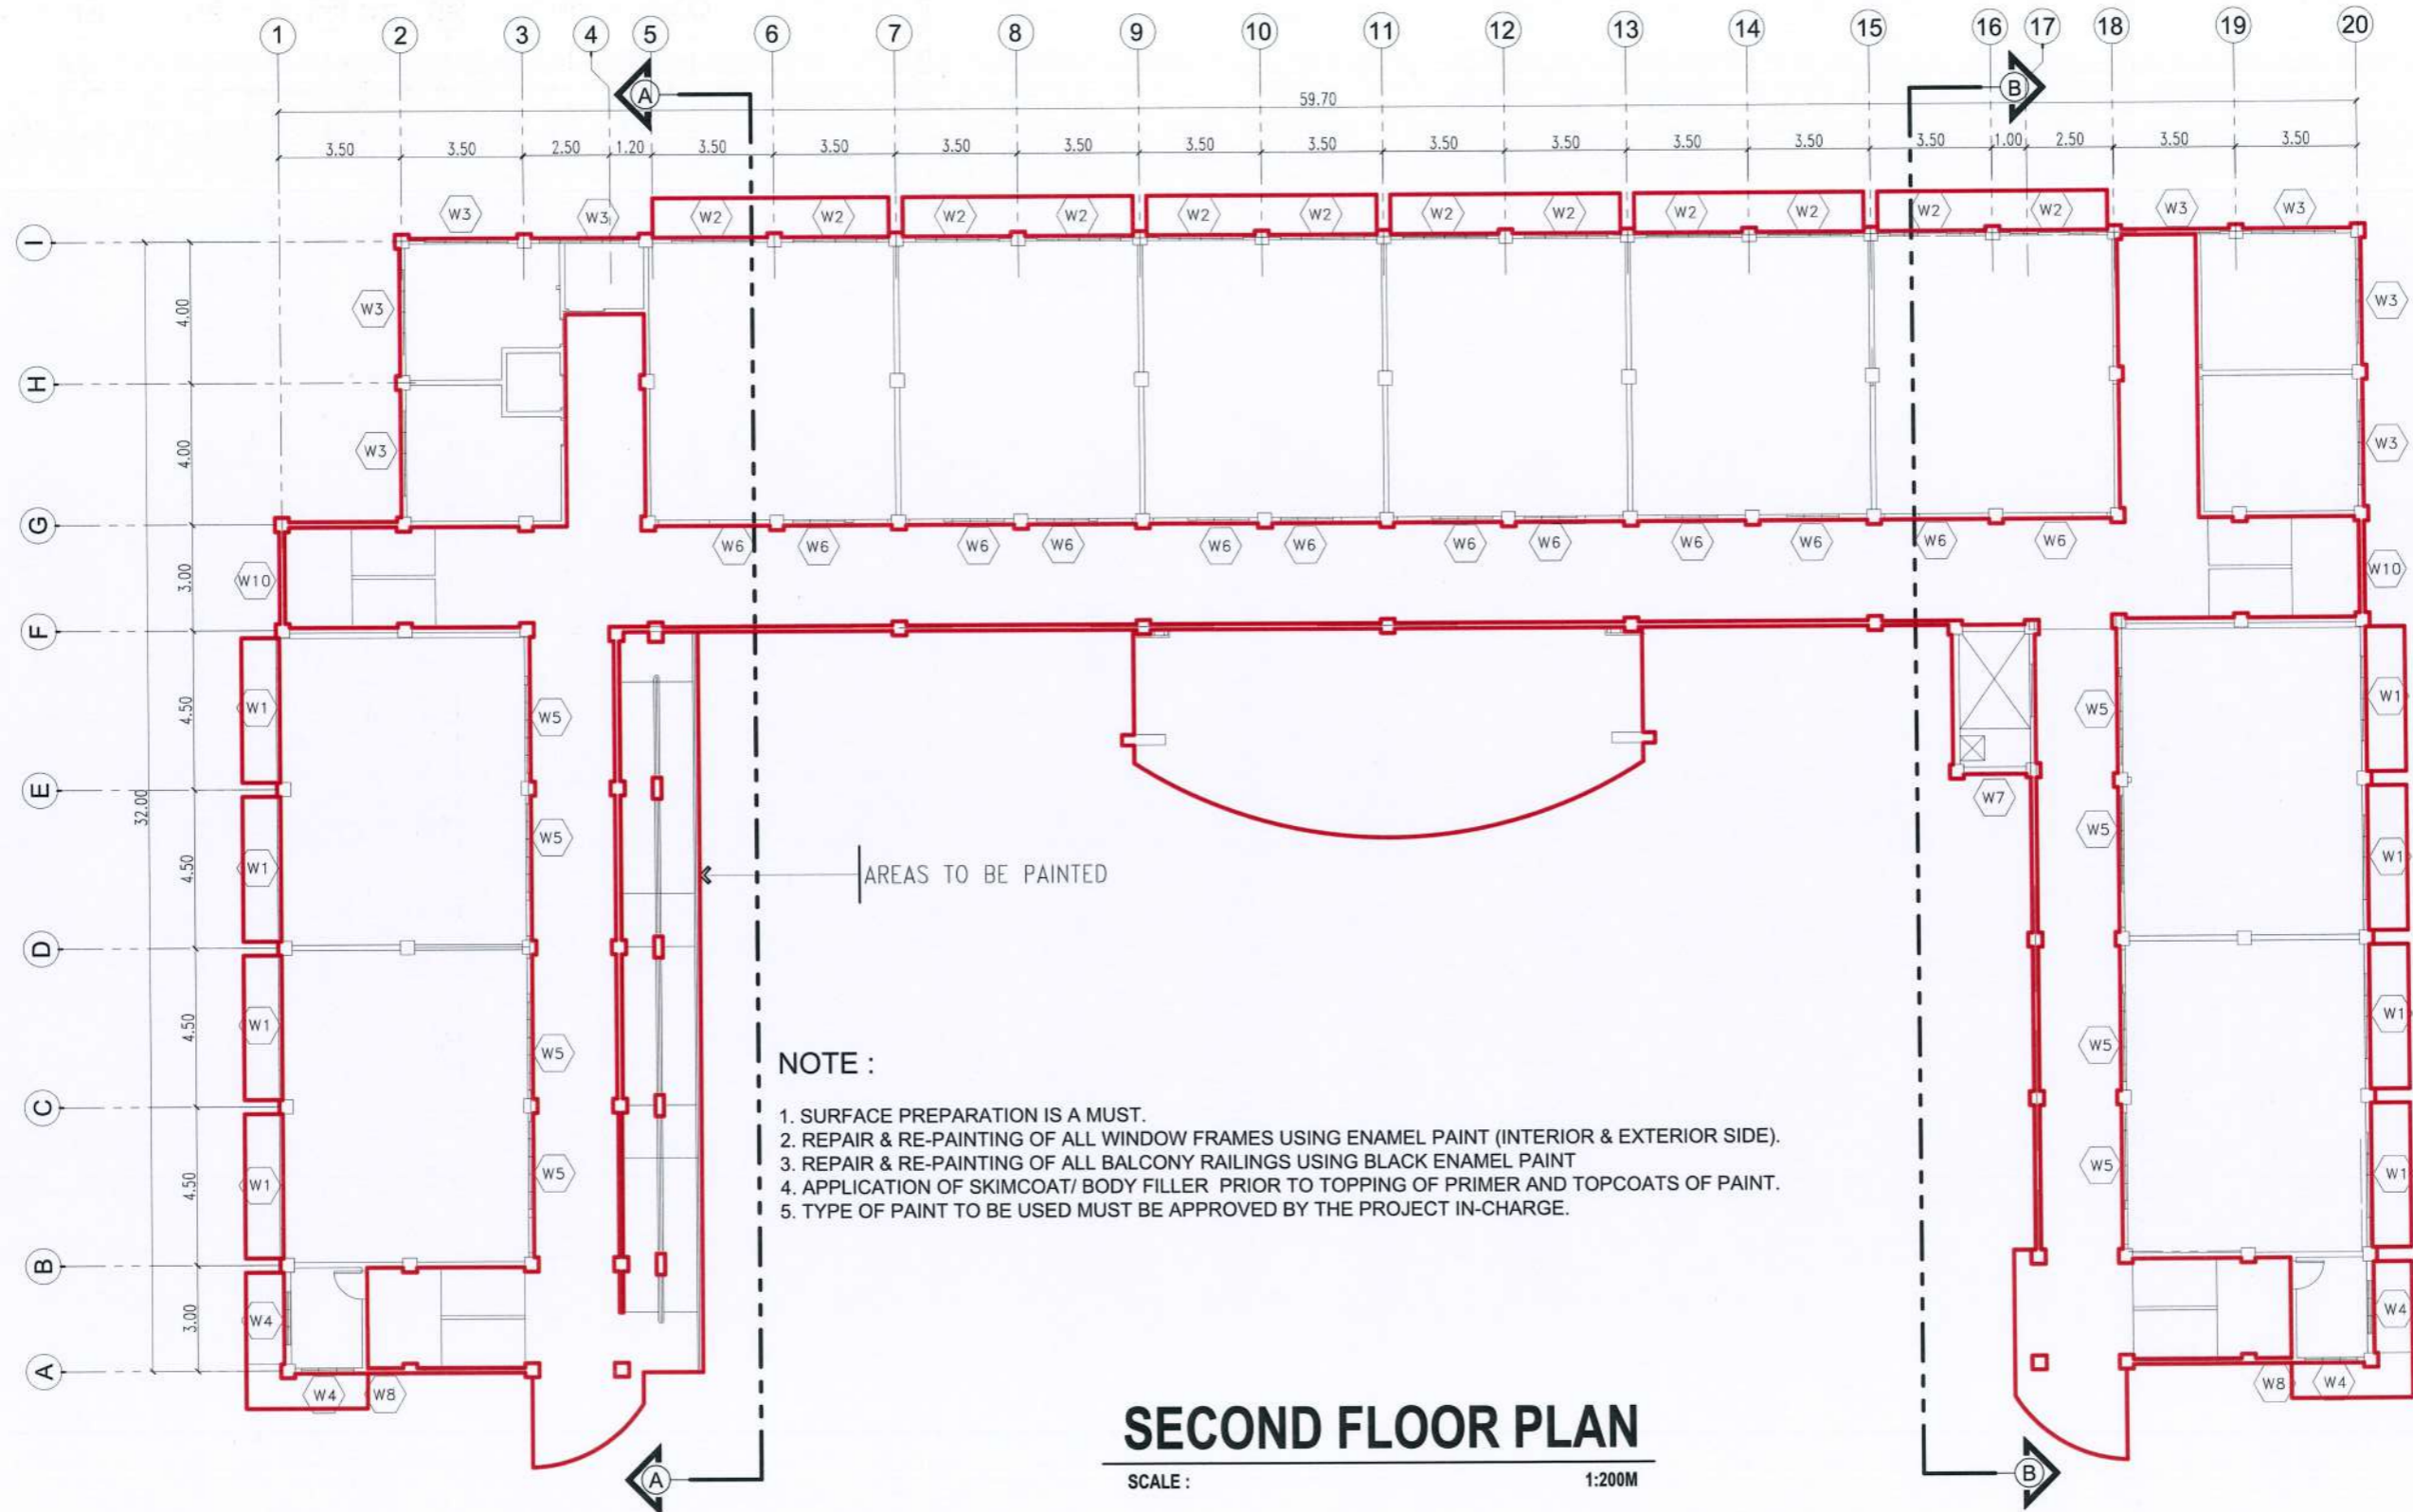 1 2 3 4 5 6 7 8 9 10 11 12 13 14 15 16 17 18 19 20
A B
59.70
3.50 3.50 2.50 1.20 3.50 3.50 3.50 3.50 3.50 3.50 3.50 3.50 3.50 3.50 3.50 1.00 2.50 3.50 3.50
W3 W3 W2 W2 W2 W2 W2 W2 W2 W2 W2 W2 W2 W2 W3 W3
I
4.00
W3 W3
H
4.00
W3 W3
G
W6 W6 W6 W6 W6 W6 W6 W6 W6 W6 W6 W6
3.00
W10 W10
F
4.50
W1 W5 W5 W1
E
32.00
W7
W5 W5
4.50
W1 W1
AREAS TO BE PAINTED
D
4.50
W1 W5 W5 W1
NOTE :
C
1. SURFACE PREPARATION IS A MUST.
2. REPAIR & RE-PAINTING OF ALL WINDOW FRAMES USING ENAMEL PAINT (INTERIOR & EXTERIOR SIDE).
3. REPAIR & RE-PAINTING OF ALL BALCONY RAILINGS USING BLACK ENAMEL PAINT
4. APPLICATION OF SKIMCOAT/ BODY FILLER PRIOR TO TOPPING OF PRIMER AND TOPCOATS OF PAINT.
5. TYPE OF PAINT TO BE USED MUST BE APPROVED BY THE PROJECT IN-CHARGE.
4.50
W1 W5 W5 W1
B
3.00
W4 W4
A
W4 W8 W8 W4
SECOND FLOOR PLAN
SCALE : 1:200M
A B